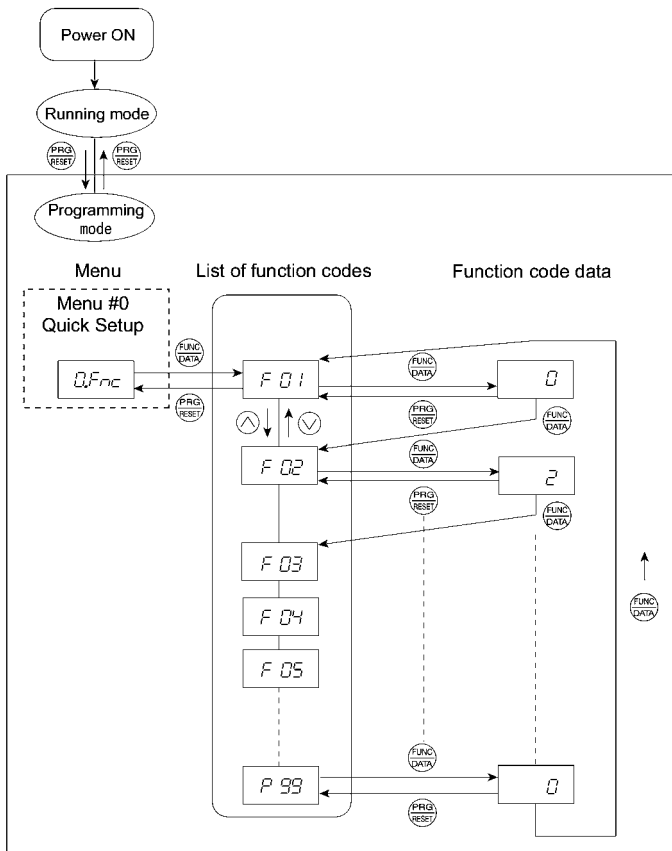 Power ON
Running mode
PRG
RESET
PRG
RESET
Programming
mode
Menu
List of function codes
Function code data
Menu #0
Quick Setup
FUNC
DATA
0.Fnc
PRG
RESET
F 01
FUNC
DATA
0
PRG
RESET
FUNC
DATA
F 02
FUNC
DATA
2
PRG
RESET
FUNC
DATA
F 03
FUNC
DATA
F 04
F 05
FUNC
DATA
P 99
0
PRG
RESET